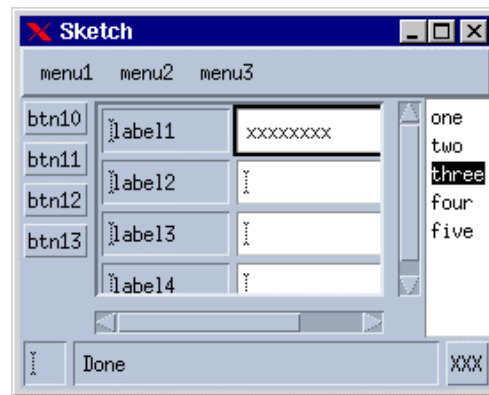 Sketch
menu1 menu2 menu3
btn10
btn11
btn12
btn13
label1 xxxxxxxx
label2
label3
label4
one
two
three
four
five
Done
XXX